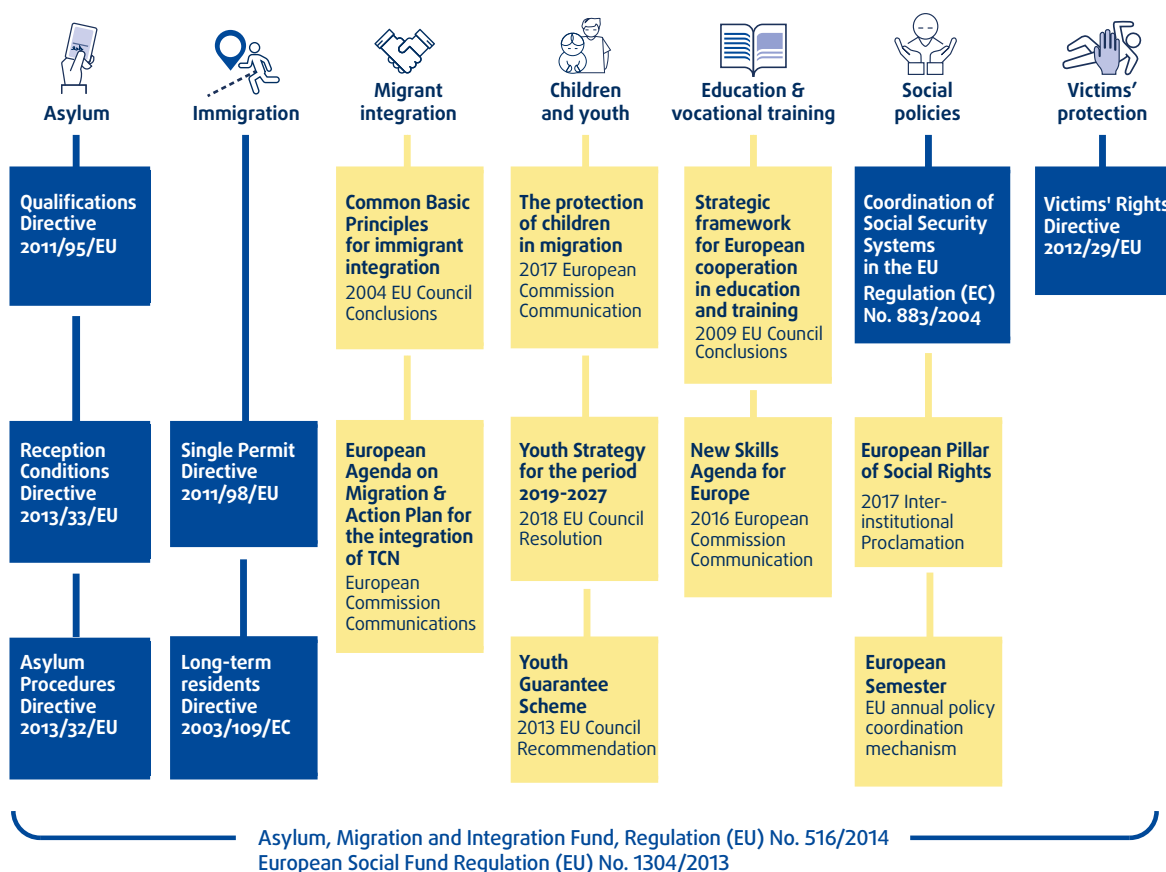 Asylum
Immigration
Migrant
integration
Children
and youth
Education &
vocational training
Social
policies
Victims'
protection
Qualifications
Directive
2011/95/EU
Reception
Conditions
Directive
2013/33/EU
Asylum
Procedures
Directive
2013/32/EU
Single Permit
Directive
2011/98/EU
Long-term
residents
Directive
2003/109/EC
Common Basic
Principles
for immigrant
integration
2004 EU Council
Conclusions
European
Agenda on
Migration &
Action Plan for
the integration
of TCN
European
Commission
Communications
The protection
of children
in migration
2017 European
Commission
Communication
Youth Strategy
for the period
2019-2027
2018 EU Council
Resolution
Youth
Guarantee
Scheme
2013 EU Council
Recommendation
Strategic
framework
for European
cooperation
in education
and training
2009 EU Council
Conclusions
New Skills
Agenda for
Europe
2016 European
Commission
Communication
Coordination of
Social Security
Systems
in the EU
Regulation (EC)
No. 883/2004
European Pillar
of Social Rights
2017 Inter-
institutional
Proclamation
European
Semester
EU annual policy
coordination
mechanism
Victims' Rights
Directive
2012/29/EU
Asylum, Migration and Integration Fund, Regulation (EU) No. 516/2014
European Social Fund Regulation (EU) No. 1304/2013